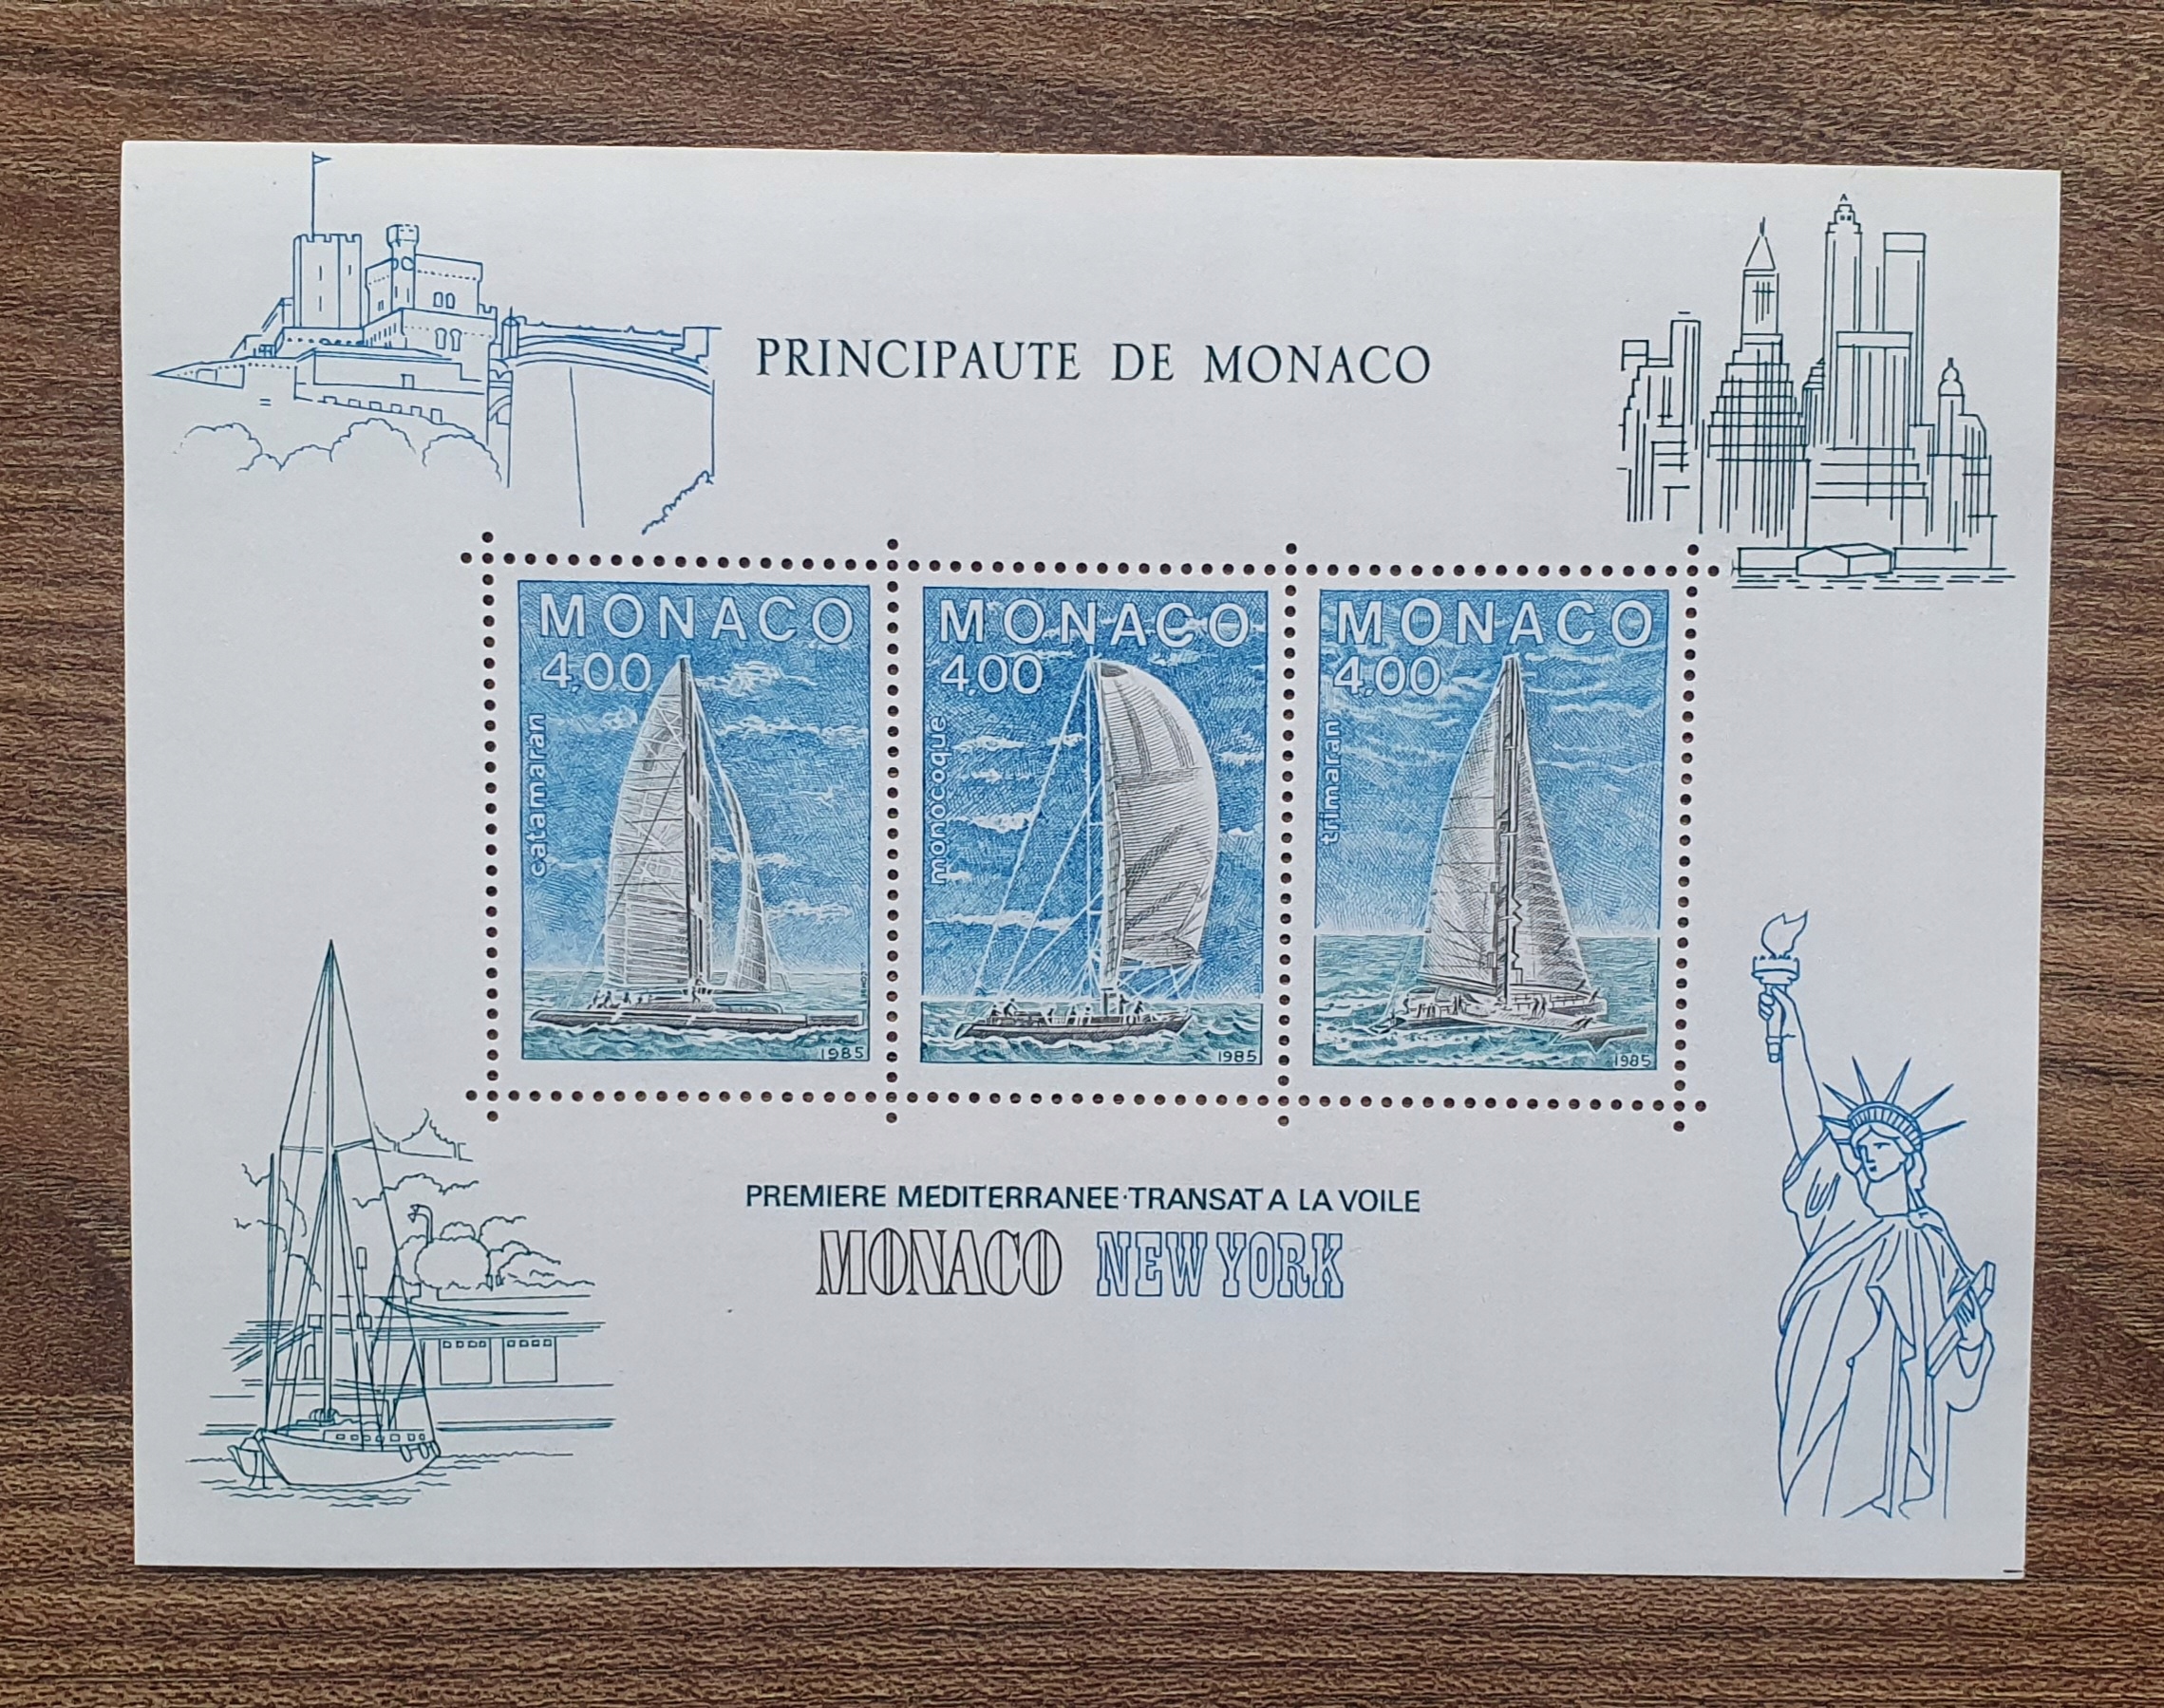 PRINCIPAUTE DE MONACO
MONACO
4,00
catamaran
1985
MONACO
4,00
monocoque
1985
MONACO
4,00
trimaran
1985
PREMIERE MEDITERRANEE·TRANSAT A LA VOILE
MONACO NEW YORK